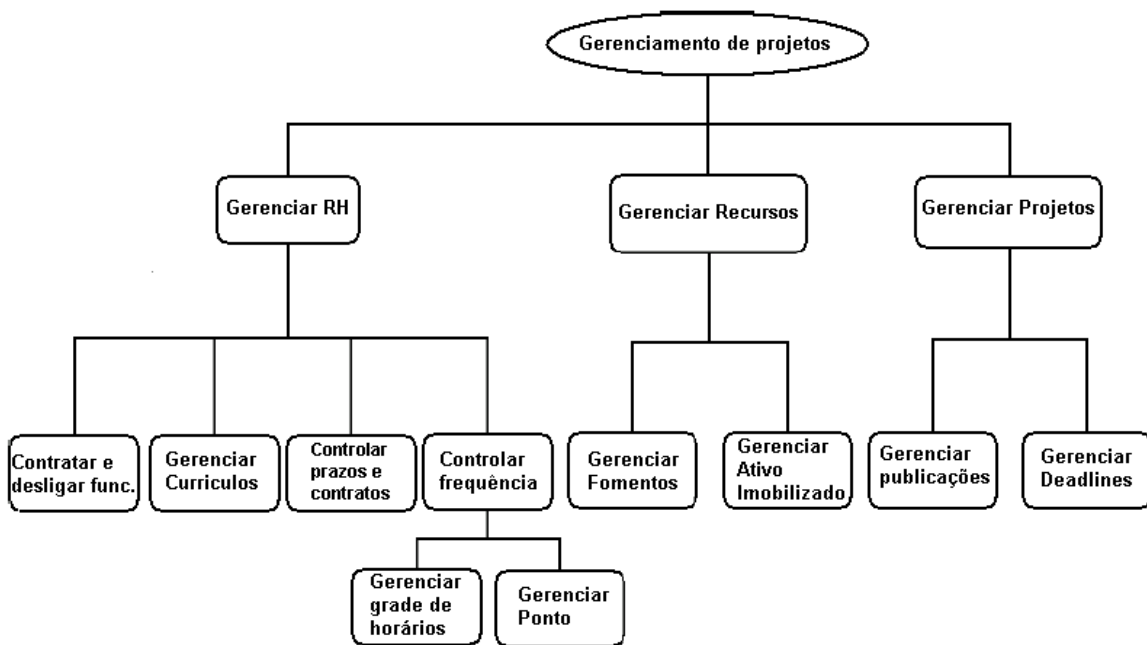 Gerenciamento de projetos
Gerenciar RH
Gerenciar Recursos
Gerenciar Projetos
Contratar e
desligar func.
Gerenciar
Curriculos
Controlar
prazos e
contratos
Controlar
frequência
Gerenciar
Fomentos
Gerenciar
Ativo
Imobilizado
Gerenciar
publicações
Gerenciar
Deadlines
Gerenciar
grade de
horários
Gerenciar
Ponto